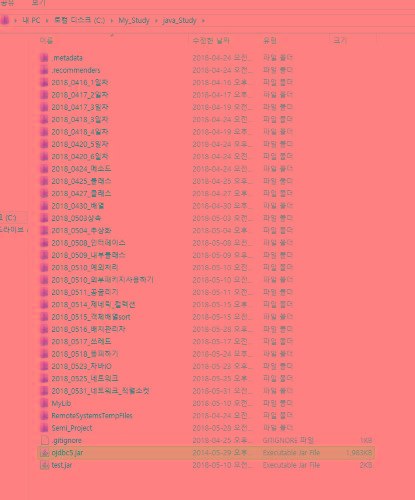 공유 보기
내 PC > 로컬 디스크 (C:) > My_Study > java_Study >
이름 수정한 날짜 유형 크기
.metadata 2018-04-24 오전... 파일 폴더
.recommenders 2018-04-24 오전... 파일 폴더
2018_0416_1일차 2018-04-16 오후... 파일 폴더
2018_0417_2일차 2018-04-17 오후... 파일 폴더
2018_0417_3일차 2018-04-19 오후... 파일 폴더
2018_0418_3일차 2018-04-24 오전... 파일 폴더
2018_0418_4일차 2018-04-19 오후... 파일 폴더
2018_0420_5일차 2018-04-24 오전... 파일 폴더
2018_0420_6일차 2018-04-24 오전... 파일 폴더
2018_0424_메소드 2018-04-24 오전... 파일 폴더
2018_0425_클래스 2018-04-25 오후... 파일 폴더
2018_0427_클래스 2018-04-27 오후... 파일 폴더
2018_0430_배열 2018-04-30 오후... 파일 폴더
2018_0503상속 2018-05-03 오전... 파일 폴더
2018_0504_추상화 2018-05-04 오후... 파일 폴더
2018_0508_인터페이스 2018-05-08 오전... 파일 폴더
2018_0509_내부클래스 2018-05-09 오후... 파일 폴더
2018_0510_예외처리 2018-05-10 오전... 파일 폴더
2018_0510_외부패키지사용하기 2018-05-10 오전... 파일 폴더
2018_0511_공굴리기 2018-05-11 오전... 파일 폴더
2018_0514_제네릭_컬렉션 2018-05-15 오후... 파일 폴더
2018_0515_객체배열sort 2018-05-15 오후... 파일 폴더
2018_0516_배치관리자 2018-05-29 오후... 파일 폴더
2018_0517_쓰레드 2018-05-17 오전... 파일 폴더
2018_0518_똥피하기 2018-05-24 오후... 파일 폴더
2018_0523_자바IO 2018-05-23 오전... 파일 폴더
2018_0525_네트워크 2018-05-25 오전... 파일 폴더
2018_0531_네트워크_직렬소켓 2018-05-31 오전... 파일 폴더
MyLib 2018-05-10 오전... 파일 폴더
RemoteSystemsTempFiles 2018-04-24 오전... 파일 폴더
Semi_Project 2018-05-28 오전... 파일 폴더
.gitignore 2018-04-25 오후... GITIGNORE 파일 1KB
ojdbc5.jar 2014-05-29 오후... Executable Jar File 1,983KB
test.jar 2018-05-10 오전... Executable Jar File 2KB
(C:)
드라이브